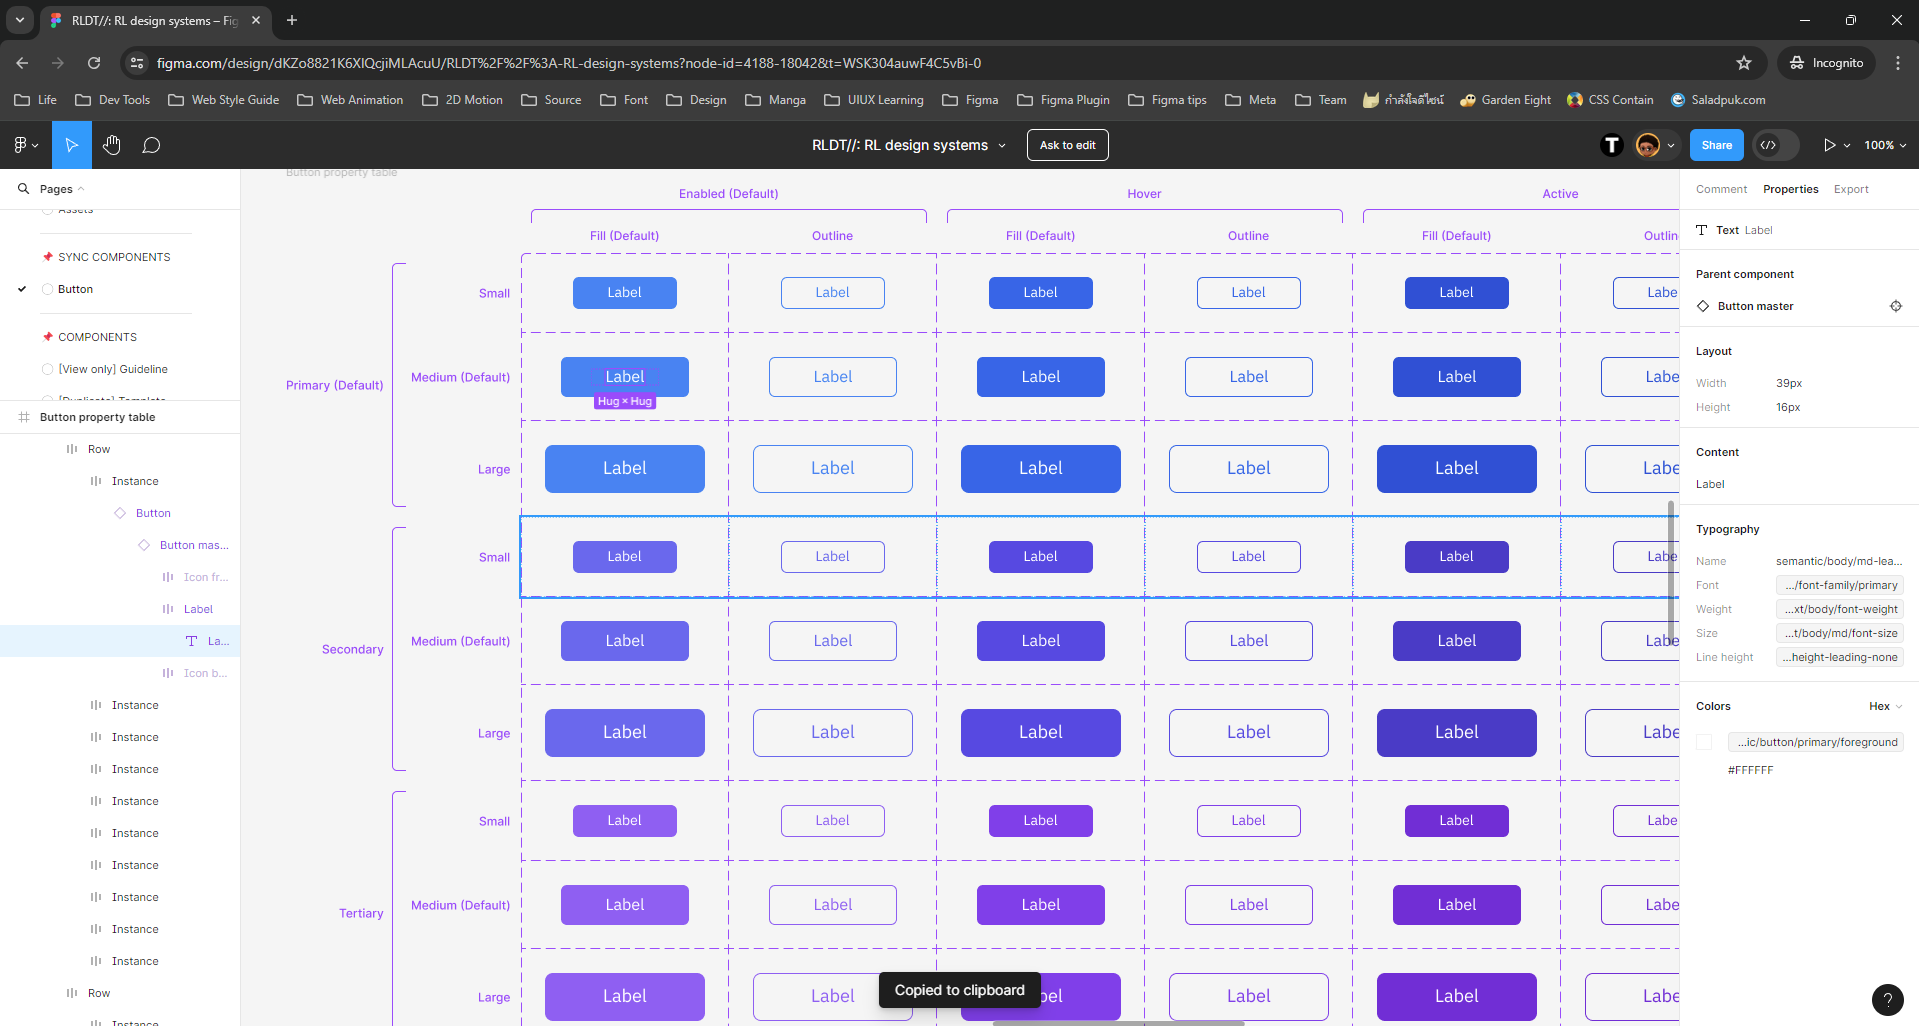 RLDT//: RL design systems – Fig
figma.com/design/dKZo8821K6XlQcjiMLAcuU/RLDT%2F%2F%3A-RL-design-systems?node-id=4188-18042&t=WSK304auwF4C5vBi-0
Incognito
Life
Dev Tools
Web Style Guide
Web Animation
2D Motion
Source
Font
Design
Manga
UIUX Learning
Figma
Figma Plugin
Figma tips
Meta
Team
กำลังใจดีไซน์
Garden Eight
CSS Contain
Saladpuk.com
RLDT//: RL design systems
Ask to edit
Share
100%
Pages
Assets
📌 SYNC COMPONENTS
Button
📌 COMPONENTS
[View only] Guideline
[Duplicate] Template
Button property table
Row
Instance
Button
Button mas...
Icon fr...
Label
La...
Icon b...
Instance
Instance
Instance
Instance
Instance
Instance
Instance
Instance
Instance
Row
Instance
Button property table
Enabled (Default)
Hover
Active
Fill (Default)
Outline
Fill (Default)
Outline
Fill (Default)
Outlin
Primary (Default)
Small
Label
Label
Label
Label
Label
Labe
Medium (Default)
Label
Label
Label
Label
Label
Labe
Hug × Hug
Large
Label
Label
Label
Label
Label
Labe
Secondary
Small
Label
Label
Label
Label
Label
Labe
Medium (Default)
Label
Label
Label
Label
Label
Labe
Large
Label
Label
Label
Label
Label
Labe
Tertiary
Small
Label
Label
Label
Label
Label
Labe
Medium (Default)
Label
Label
Label
Label
Label
Labe
Large
Label
Label
bel
Label
Label
Labe
Copied to clipboard
Comment
Properties
Export
Text Label
Parent component
Button master
Layout
Width 39px
Height 16px
Content
Label
Typography
Name semantic/body/md-lea...
Font .../font-family/primary
Weight ...xt/body/font-weight
Size ...t/body/md/font-size
Line height ...height-leading-none
Colors
Hex
...ic/button/primary/foreground
#FFFFFF
?